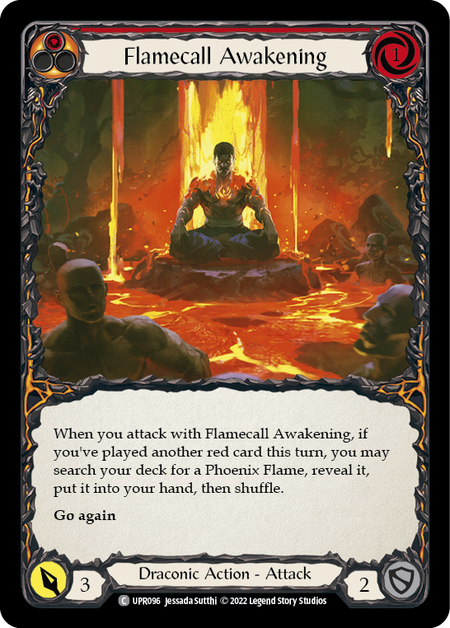 Flamecall Awakening
1
When you attack with Flamecall Awakening, if
you've played another red card this turn, you may
search your deck for a Phoenix Flame, reveal it,
put it into your hand, then shuffle.
Go again
3
Draconic Action - Attack
2
C UPR096 Jessada Sutthi © 2022 Legend Story Studios